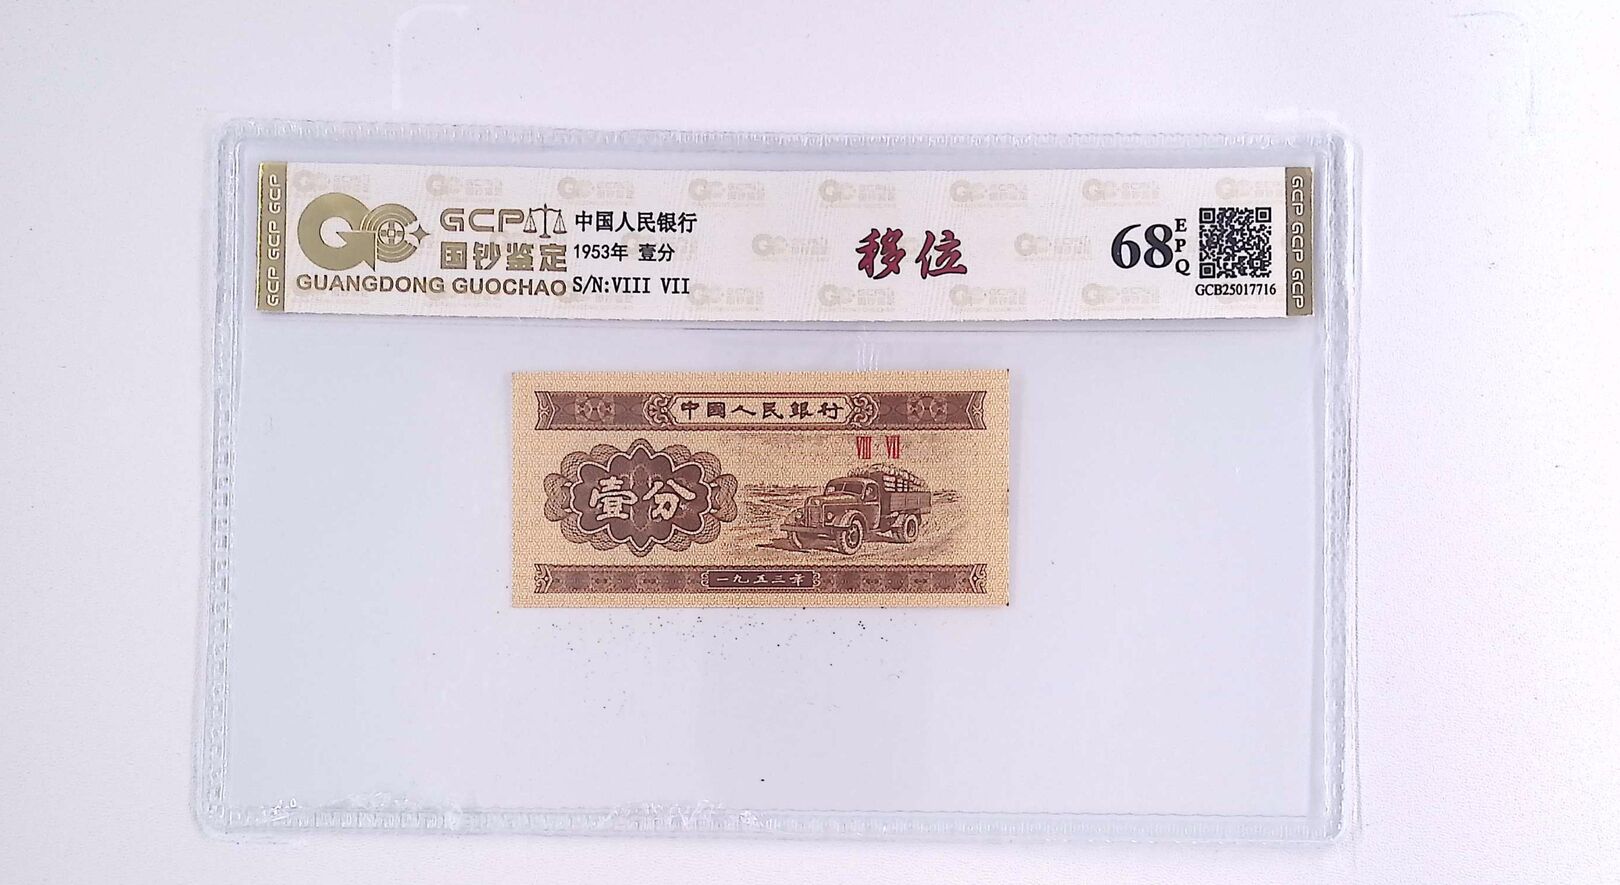 GCP
国钞鉴定
GUANGDONG GUOCHAO
中国人民银行
1953年 壹分
S/N:VIII VII
移位
68
EPQ
GCB25017716
GCP GCP GCP
GCP GCP GCP
中國人民銀行
VIII VII
壹分
一九五三年